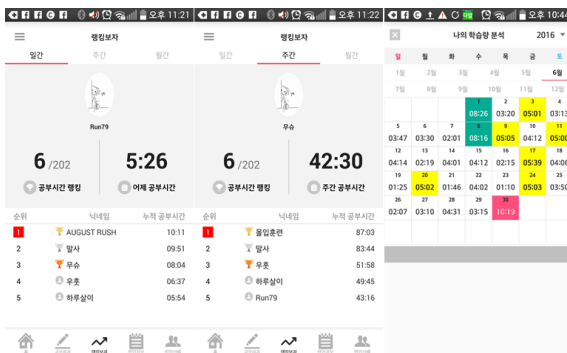 오후 11:21
랭킹보자
일간 주간 월간
Run79
6/202 5:26
공부시간 랭킹 어제 공부시간
순위 닉네임 누적 공부시간
1 AUGUST RUSH 10:11
2 말사 09:51
3 무슈 08:04
4 우훗 06:37
5 하루살이 05:54
오후 11:22
랭킹보자
일간 주간 월간
무슈
6/202 42:30
공부시간 랭킹 주간 공부시간
순위 닉네임 누적 공부시간
1 몰입훈련 87:03
2 말사 83:44
3 우훗 51:58
4 하루살이 49:45
5 Run79 43:16
오후 10:44
나의 학습량 분석 2016
일 월 화 수 목 금 토
1월 2월 3월 4월 5월 6월
7월 8월 9월 10월 11월 12월
1 2 3 4
08:26 03:20 05:01 03:13
5 6 7 8 9 10 11
03:47 03:30 02:01 08:16 05:05 04:12 05:00
12 13 14 15 16 17 18
04:14 02:19 04:01 04:12 02:15 05:39 04:06
19 20 21 22 23 24 25
01:25 05:02 01:46 04:02 01:10 05:03 03:50
26 27 28 29 30
02:07 03:10 04:31 03:15 10:19